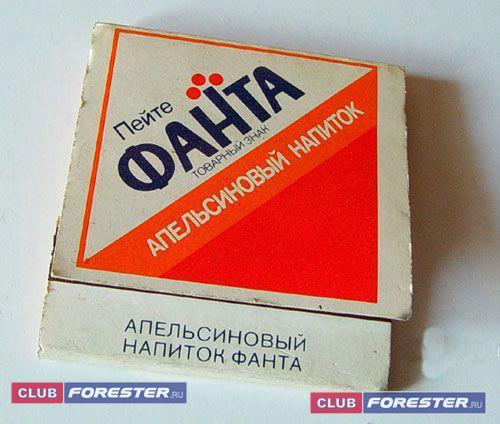 Пейте
ФАНТА
ТОВАРНЫЙ ЗНАК
АПЕЛЬСИНОВЫЙ НАПИТОК
АПЕЛЬСИНОВЫЙ
НАПИТОК ФАНТА
CLUB FORESTER.RU
CLUB FORESTER.RU